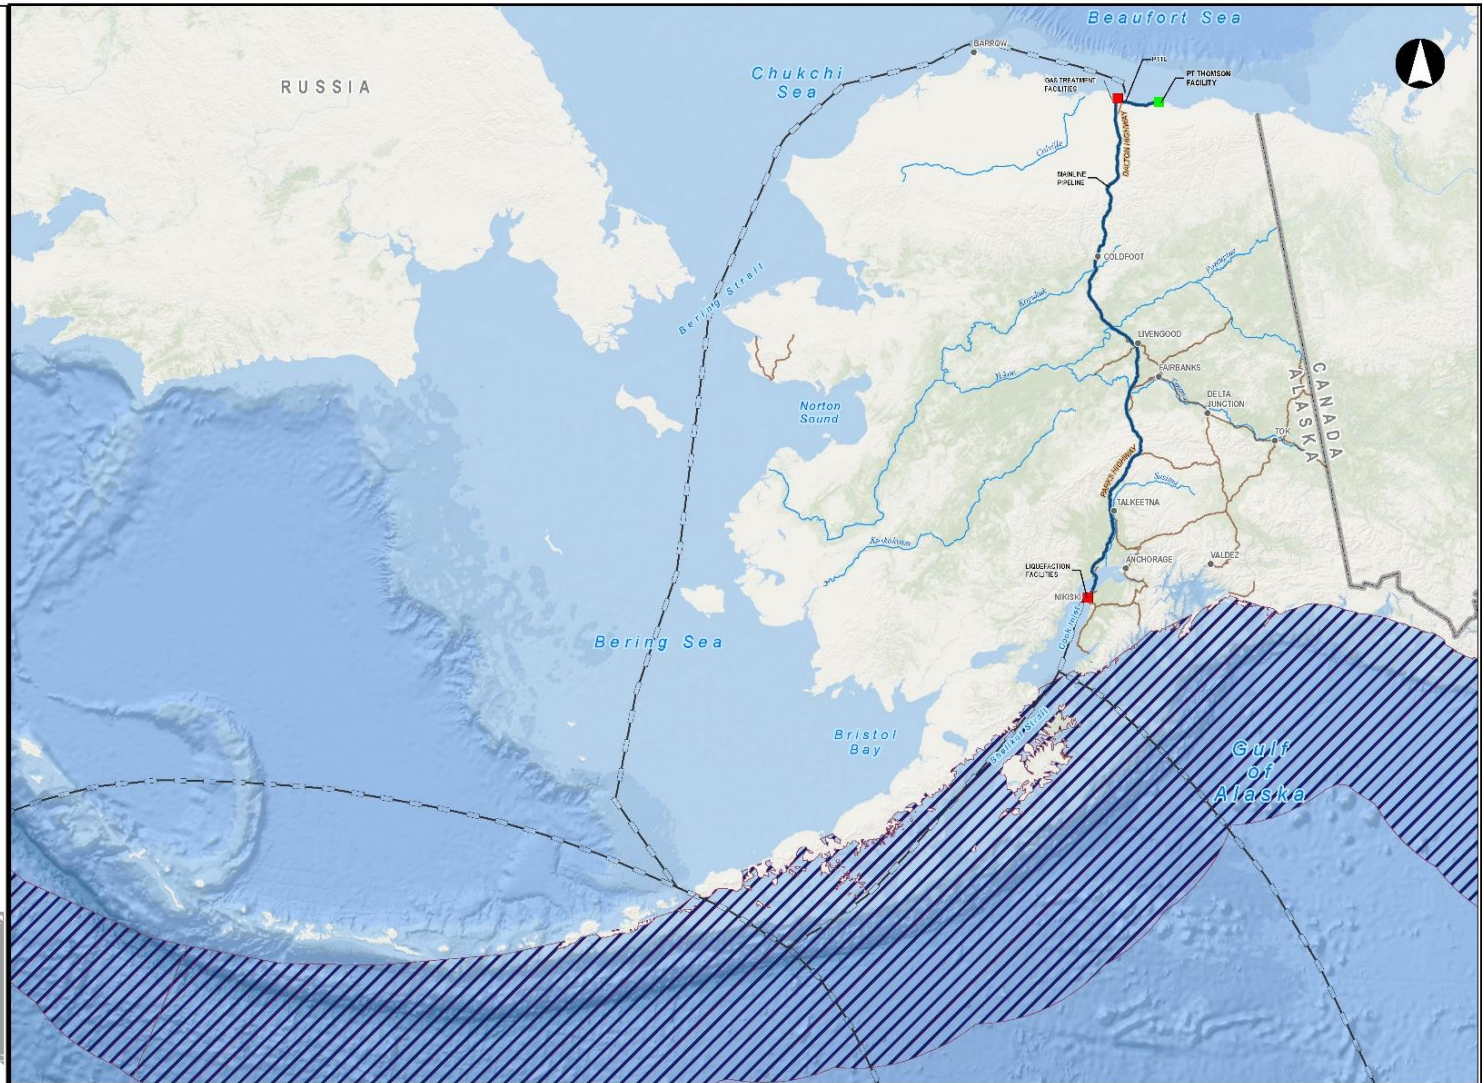 Beaufort Sea
BARROW
RUSSIA
Chukchi
Sea
PTTL
GAS TREATMENT
FACILITIES
PT THOMSON
FACILITY
DALTON HIGHWAY
Colville
MAINLINE
PIPELINE
COLDFOOT
Porcupine
Koyukuk
Bering Strait
LIVENGOOD
FAIRBANKS
Yukon
CANADA
ALASKA
DELTA
JUNCTION
Norton
Sound
TOK
PARKS HIGHWAY
Susitna
TALKEETNA
Kuskokwim
ANCHORAGE
VALDEZ
LIQUEFACTION
FACILITIES
NIKISKI
Cook Inlet
Bering Sea
Bristol
Bay
Shelikof Strait
Gulf
of
Alaska